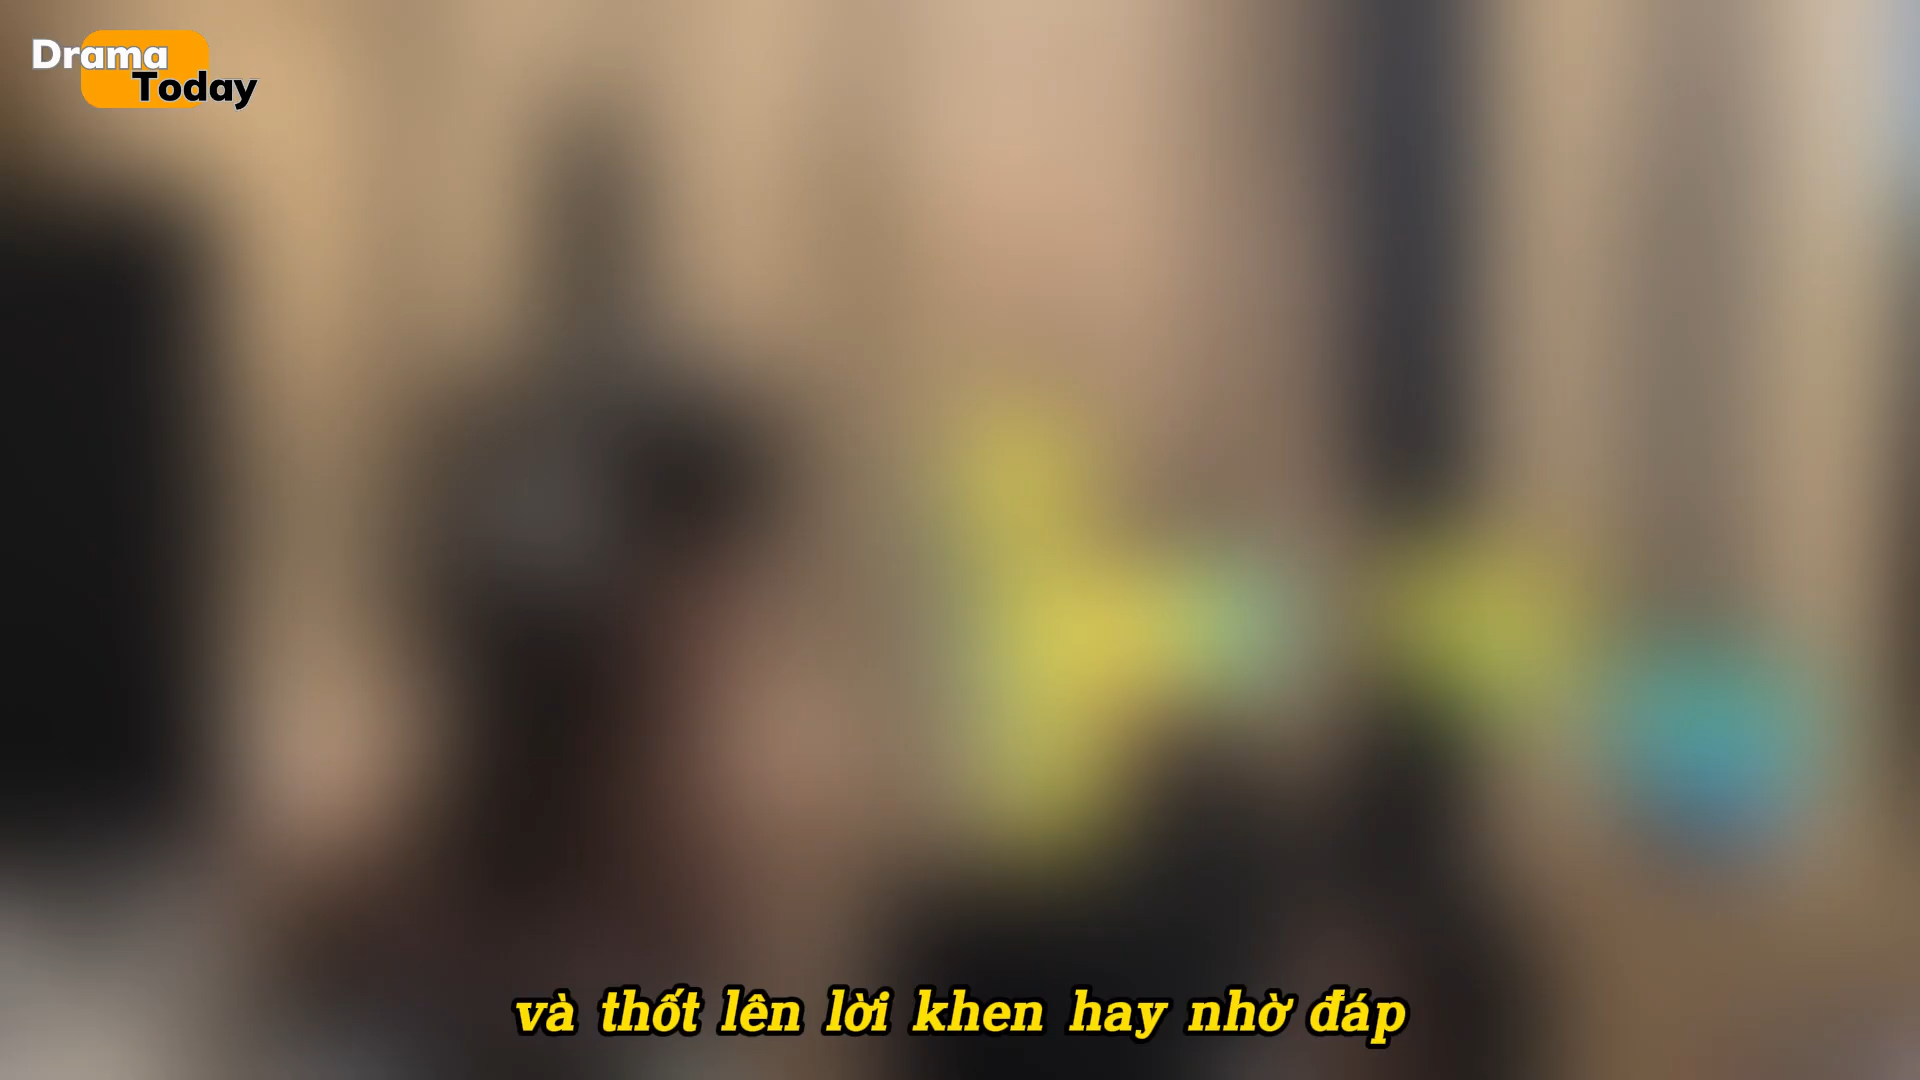 Drama
Today
và thốt lên lời khen hay nhờ đáp